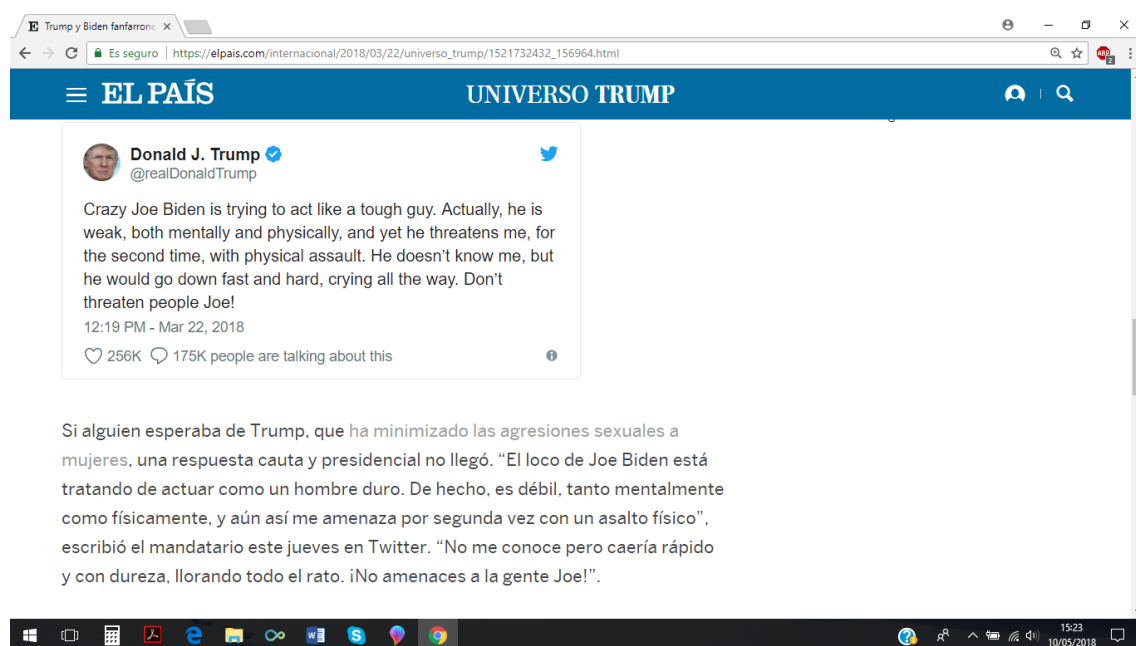 E Trump y Biden fanfarrone
Es seguro | https://elpais.com/internacional/2018/03/22/universo_trump/1521732432_156964.html
ABP
2
EL PAÍS
UNIVERSO TRUMP
Donald J. Trump
@realDonaldTrump
Crazy Joe Biden is trying to act like a tough guy. Actually, he is
weak, both mentally and physically, and yet he threatens me, for
the second time, with physical assault. He doesn’t know me, but
he would go down fast and hard, crying all the way. Don’t
threaten people Joe!
12:19 PM - Mar 22, 2018
256K 175K people are talking about this
Si alguien esperaba de Trump, que ha minimizado las agresiones sexuales a
mujeres, una respuesta cauta y presidencial no llegó. “El loco de Joe Biden está
tratando de actuar como un hombre duro. De hecho, es débil, tanto mentalmente
como físicamente, y aún así me amenaza por segunda vez con un asalto físico”,
escribió el mandatario este jueves en Twitter. “No me conoce pero caería rápido
y con dureza, llorando todo el rato. ¡No amenaces a la gente Joe!”.
15:23
10/05/2018